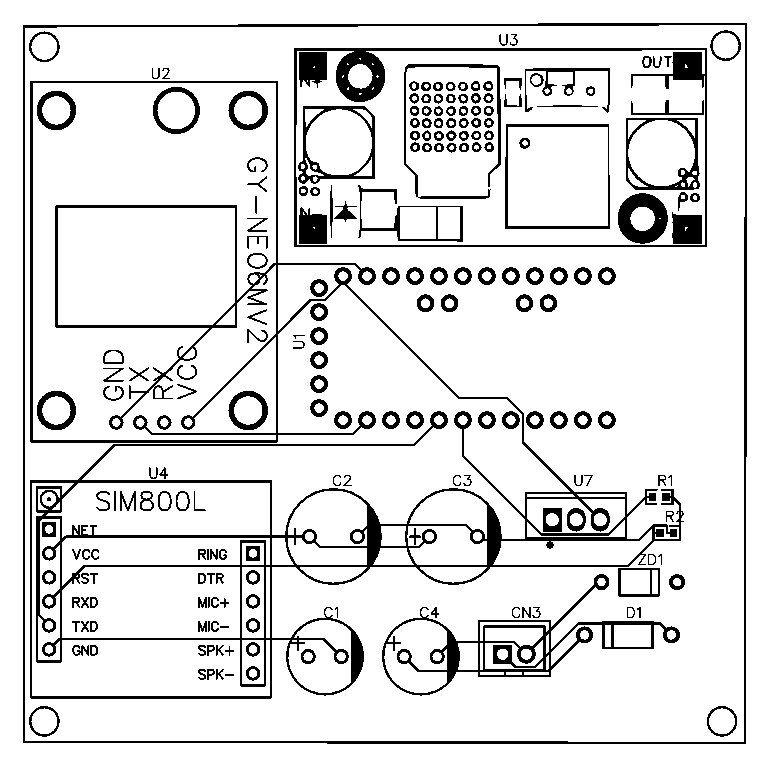 U3
U2
OUT
N+
N-
GY-NEO6MV2
U1
GND
TX
RX
VCC
U4
C2
C3
U7
R1
SIM800L
R2
NET
VCC
RING
ZD1
RST
DTR
RXD
MIC+
C1
C4
CN3
D1
TXD
MIC-
GND
SPK+
SPK-